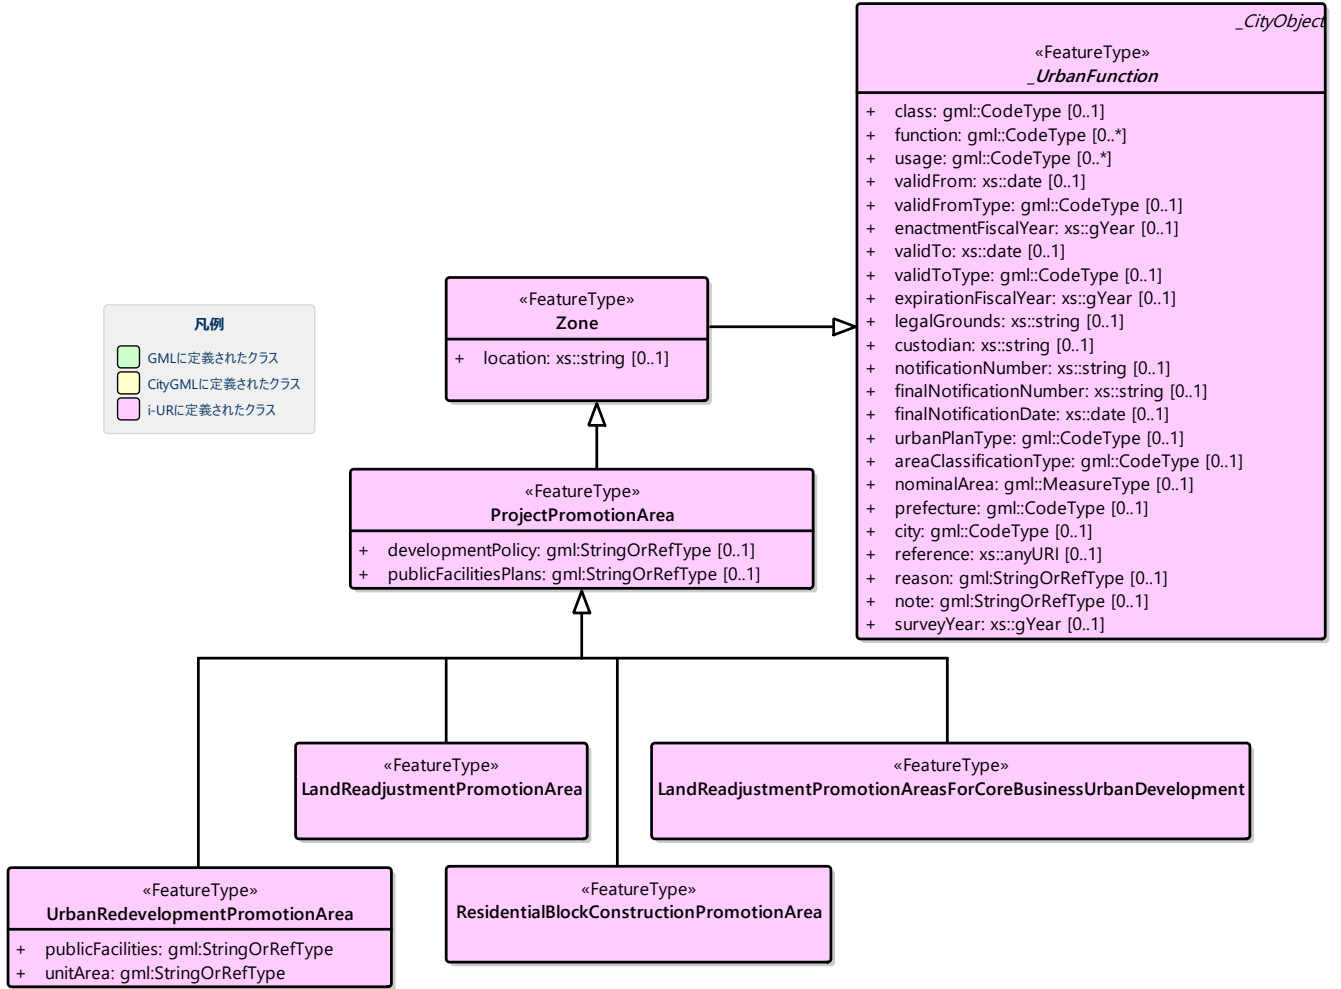 _CityObject
«FeatureType»
_UrbanFunction
+ class: gml::CodeType [0..1]
+ function: gml::CodeType [0..*]
+ usage: gml::CodeType [0..*]
+ validFrom: xs::date [0..1]
+ validFromType: gml::CodeType [0..1]
+ enactmentFiscalYear: xs::gYear [0..1]
+ validTo: xs::date [0..1]
+ validToType: gml::CodeType [0..1]
+ expirationFiscalYear: xs::gYear [0..1]
+ legalGrounds: xs::string [0..1]
+ custodian: xs::string [0..1]
+ notificationNumber: xs::string [0..1]
+ finalNotificationNumber: xs::string [0..1]
+ finalNotificationDate: xs::date [0..1]
+ urbanPlanType: gml::CodeType [0..1]
+ areaClassificationType: gml::CodeType [0..1]
+ nominalArea: gml::MeasureType [0..1]
+ prefecture: gml::CodeType [0..1]
+ city: gml::CodeType [0..1]
+ reference: xs::anyURI [0..1]
+ reason: gml:StringOrRefType [0..1]
+ note: gml:StringOrRefType [0..1]
+ surveyYear: xs::gYear [0..1]
«FeatureType»
Zone
+ location: xs::string [0..1]
凡例
GMLに定義されたクラス
CityGMLに定義されたクラス
i-URに定義されたクラス
«FeatureType»
ProjectPromotionArea
+ developmentPolicy: gml:StringOrRefType [0..1]
+ publicFacilitiesPlans: gml:StringOrRefType [0..1]
«FeatureType»
LandReadjustmentPromotionArea
«FeatureType»
LandReadjustmentPromotionAreasForCoreBusinessUrbanDevelopment
«FeatureType»
UrbanRedevelopmentPromotionArea
+ publicFacilities: gml:StringOrRefType
+ unitArea: gml:StringOrRefType
«FeatureType»
ResidentialBlockConstructionPromotionArea